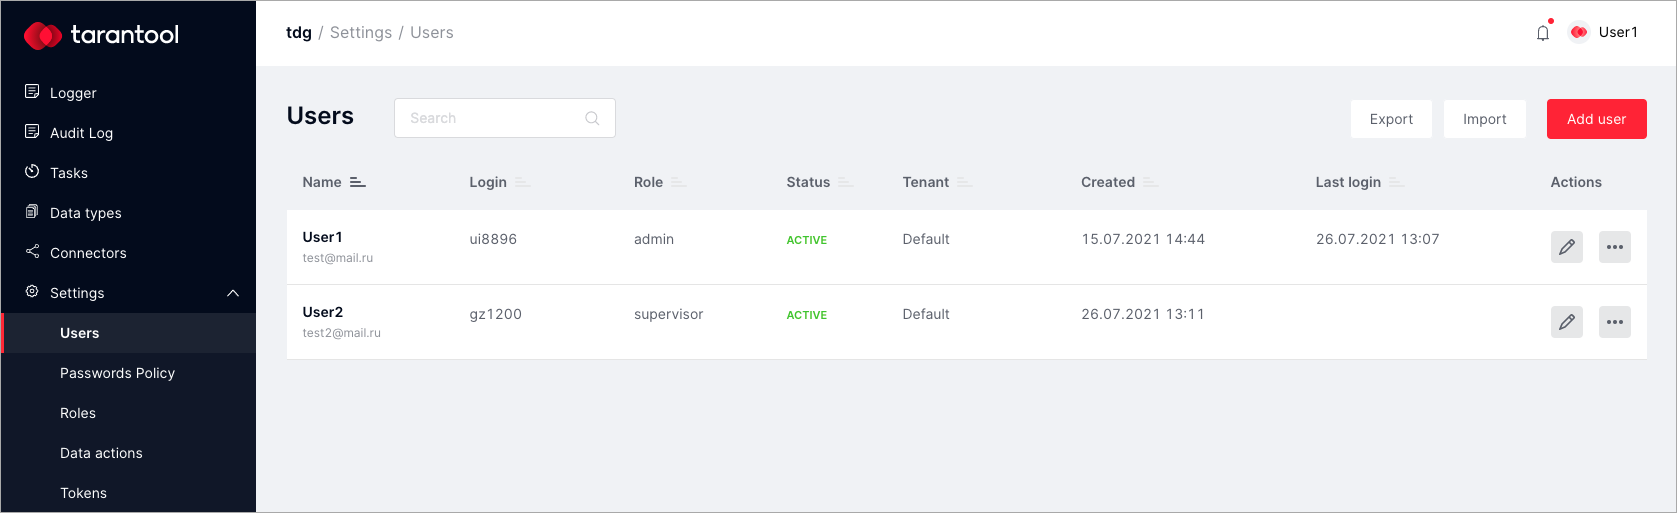 tarantool
Logger
Audit Log
Tasks
Data types
Connectors
Settings
Users
Passwords Policy
Roles
Data actions
Tokens
tdg / Settings / Users
User1
Users
Search
Export
Import
Add user
Name Login Role Status Tenant Created Last login Actions
User1 ui8896 admin ACTIVE Default 15.07.2021 14:44 26.07.2021 13:07
test@mail.ru
User2 gz1200 supervisor ACTIVE Default 26.07.2021 13:11
test2@mail.ru